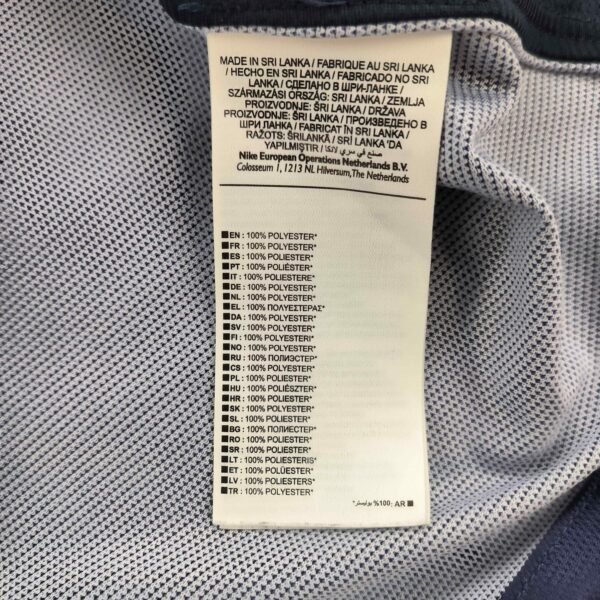 MADE IN SRI LANKA / FABRIQUE AU SRI LANKA
/ HECHO EN SRI LANKA / FABRICADO NO SRI
LANKA / СДЕЛАНО В ШРИ-ЛАНКЕ /
SZÁRMAZÁSI ORSZÁG: SRI LANKA / ZEMLJA
PROIZVODNJE: ŠRI LANKA / DRŽAVA
PROIZVODNJE: ŠRI LANKA / ПРОИЗВЕДЕНО В
ШРИ ЛАНКА / FABRICAT ÎN SRI LANKA /
RAŽOTS: ŠRILANKĀ / SRI LANKA 'DA
YAPILMIŞTIR / صنع في سري لانكا
Nike European Operations Netherlands B.V.
Colosseum 1, 1213 NL Hilversum, The Netherlands
EN : 100% POLYESTER*
FR : 100% POLYESTER*
ES : 100% POLIÉSTER*
PT : 100% POLIÉSTER*
IT : 100% POLIESTERE*
DE : 100% POLYESTER*
NL : 100% POLYESTER*
EL : 100% ΠΟΛΥΕΣΤΕΡΑΣ*
DA : 100% POLYESTER*
SV : 100% POLYESTER*
FI : 100% POLYESTERI*
NO : 100% POLYESTER*
RU : 100% ПОЛИЭСТЕР*
CS : 100% POLYESTER*
PL : 100% POLIESTER*
HU : 100% POLIÉSZTER*
HR : 100% POLIESTER*
SK : 100% POLYESTER*
SL : 100% POLIESTER*
BG : 100% ПОЛИЕСТЕР*
RO : 100% POLIESTER*
SR : 100% POLIESTER*
LT : 100% POLIESTERIS*
ET : 100% POLÜESTER*
LV : 100% POLIESTERS*
TR : 100% POLYESTER*
AR : 100% بوليستر*